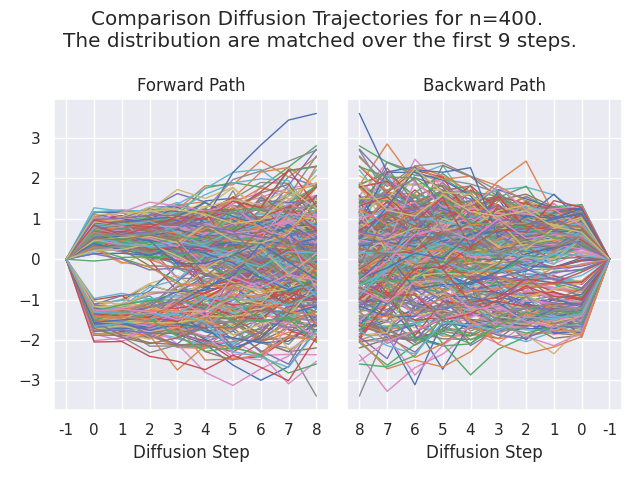 Comparison Diffusion Trajectories for n=400.
The distribution are matched over the first 9 steps.
Forward Path
Backward Path
3
2
1
0
−1
−2
−3
-1 0 1 2 3 4 5 6 7 8
8 7 6 5 4 3 2 1 0 -1
Diffusion Step
Diffusion Step